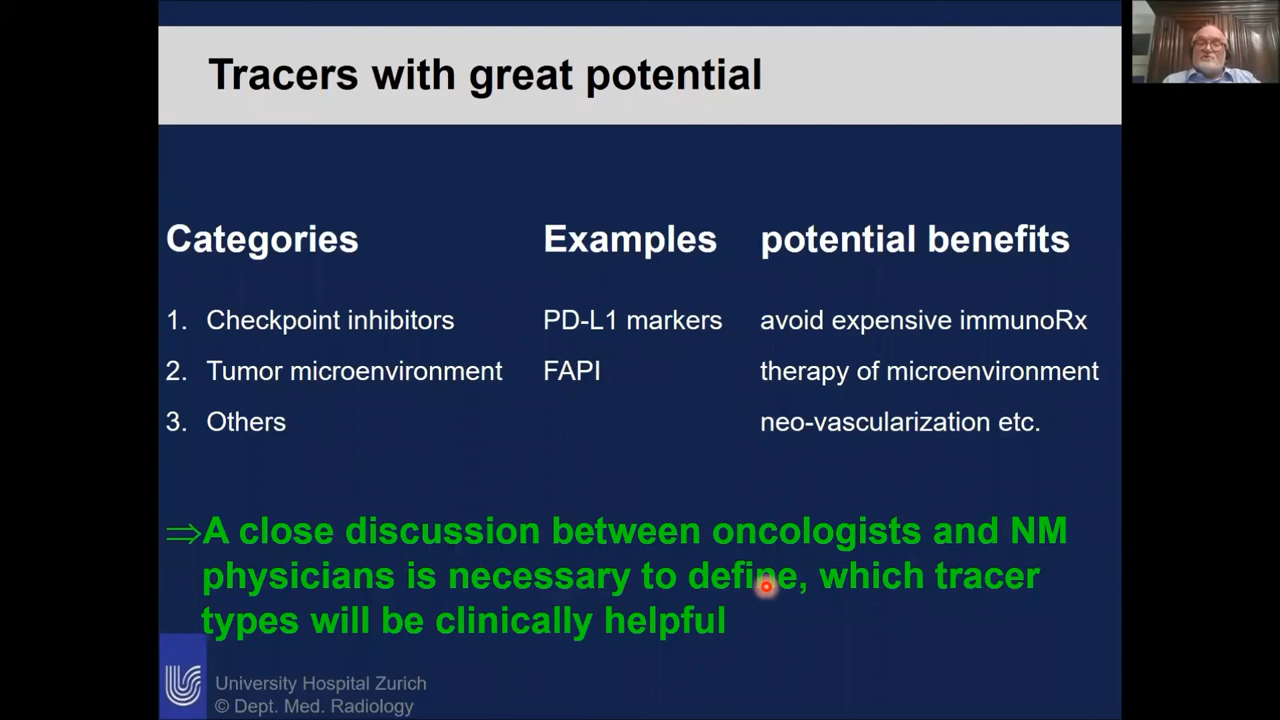 Tracers with great potential
Categories Examples potential benefits
1. Checkpoint inhibitors PD-L1 markers avoid expensive immunoRx
2. Tumor microenvironment FAPI therapy of microenvironment
3. Others neo-vascularization etc.
⇒A close discussion between oncologists and NM
physicians is necessary to define, which tracer
types will be clinically helpful
University Hospital Zurich
© Dept. Med. Radiology